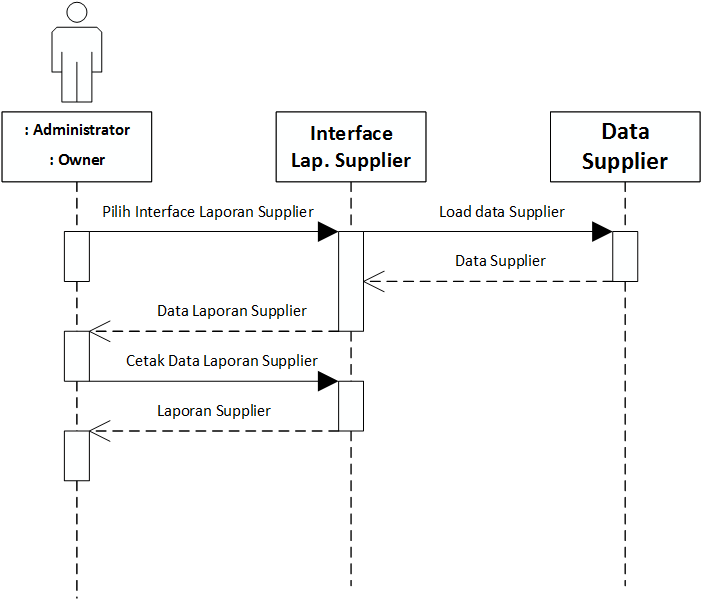 : Administrator
: Owner
Interface
Lap. Supplier
Data
Supplier
Pilih Interface Laporan Supplier
Load data Supplier
Data Supplier
Data Laporan Supplier
Cetak Data Laporan Supplier
Laporan Supplier